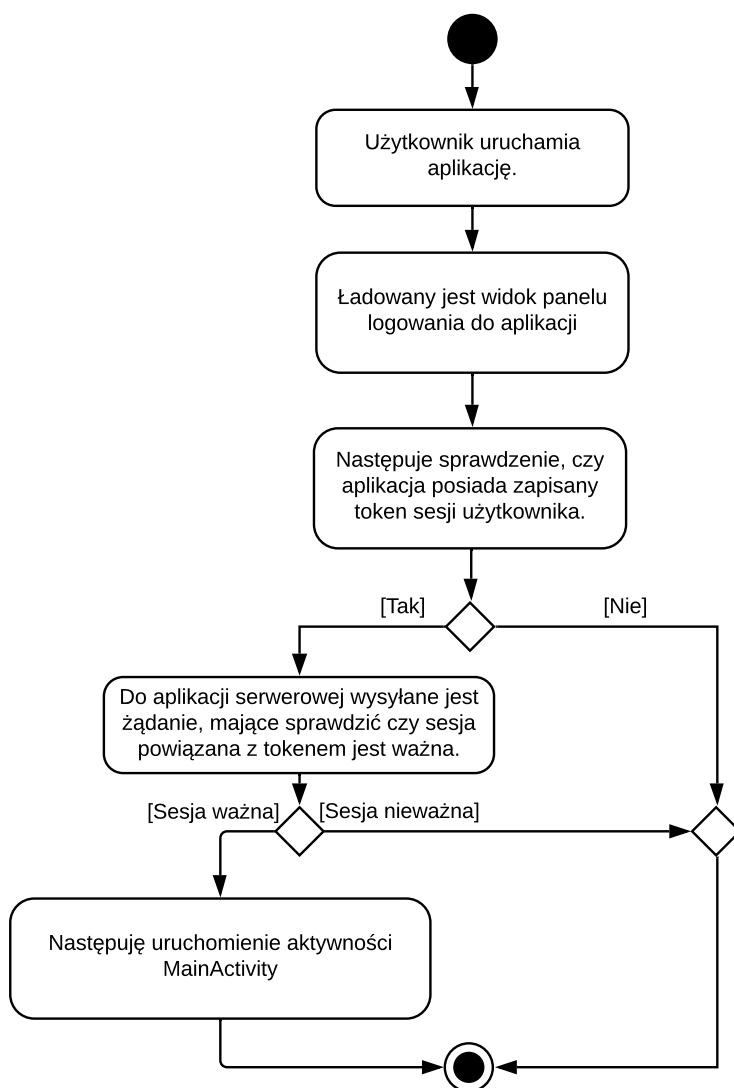 Użytkownik uruchamia
aplikację.
Ładowany jest widok panelu
logowania do aplikacji
Następuje sprawdzenie, czy
aplikacja posiada zapisany
token sesji użytkownika.
[Tak]
[Nie]
Do aplikacji serwerowej wysyłane jest
żądanie, mające sprawdzić czy sesja
powiązana z tokenem jest ważna.
[Sesja ważna]
[Sesja nieważna]
Następuję uruchomienie aktywności
MainActivity